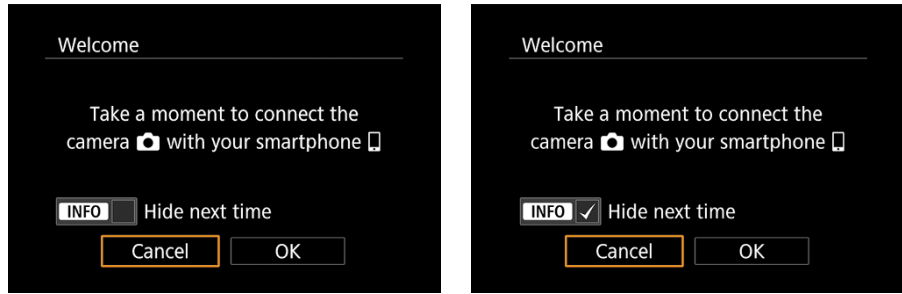 Welcome
Take a moment to connect the
camera with your smartphone
INFO Hide next time
Cancel OK
Welcome
Take a moment to connect the
camera with your smartphone
INFO Hide next time
Cancel OK